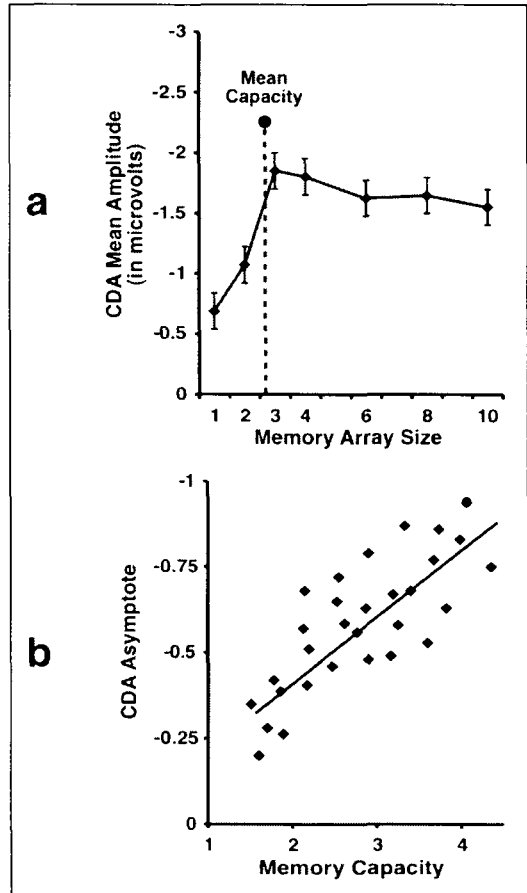 a
CDA Mean Amplitude
(in microvolts)
-3
-2.5
-2
-1.5
-1
-0.5
0
Mean
Capacity
1 2 3 4 6 8 10
Memory Array Size
b
CDA Asymptote
-1
-0.75
-0.5
-0.25
0
1 2 3 4
Memory Capacity